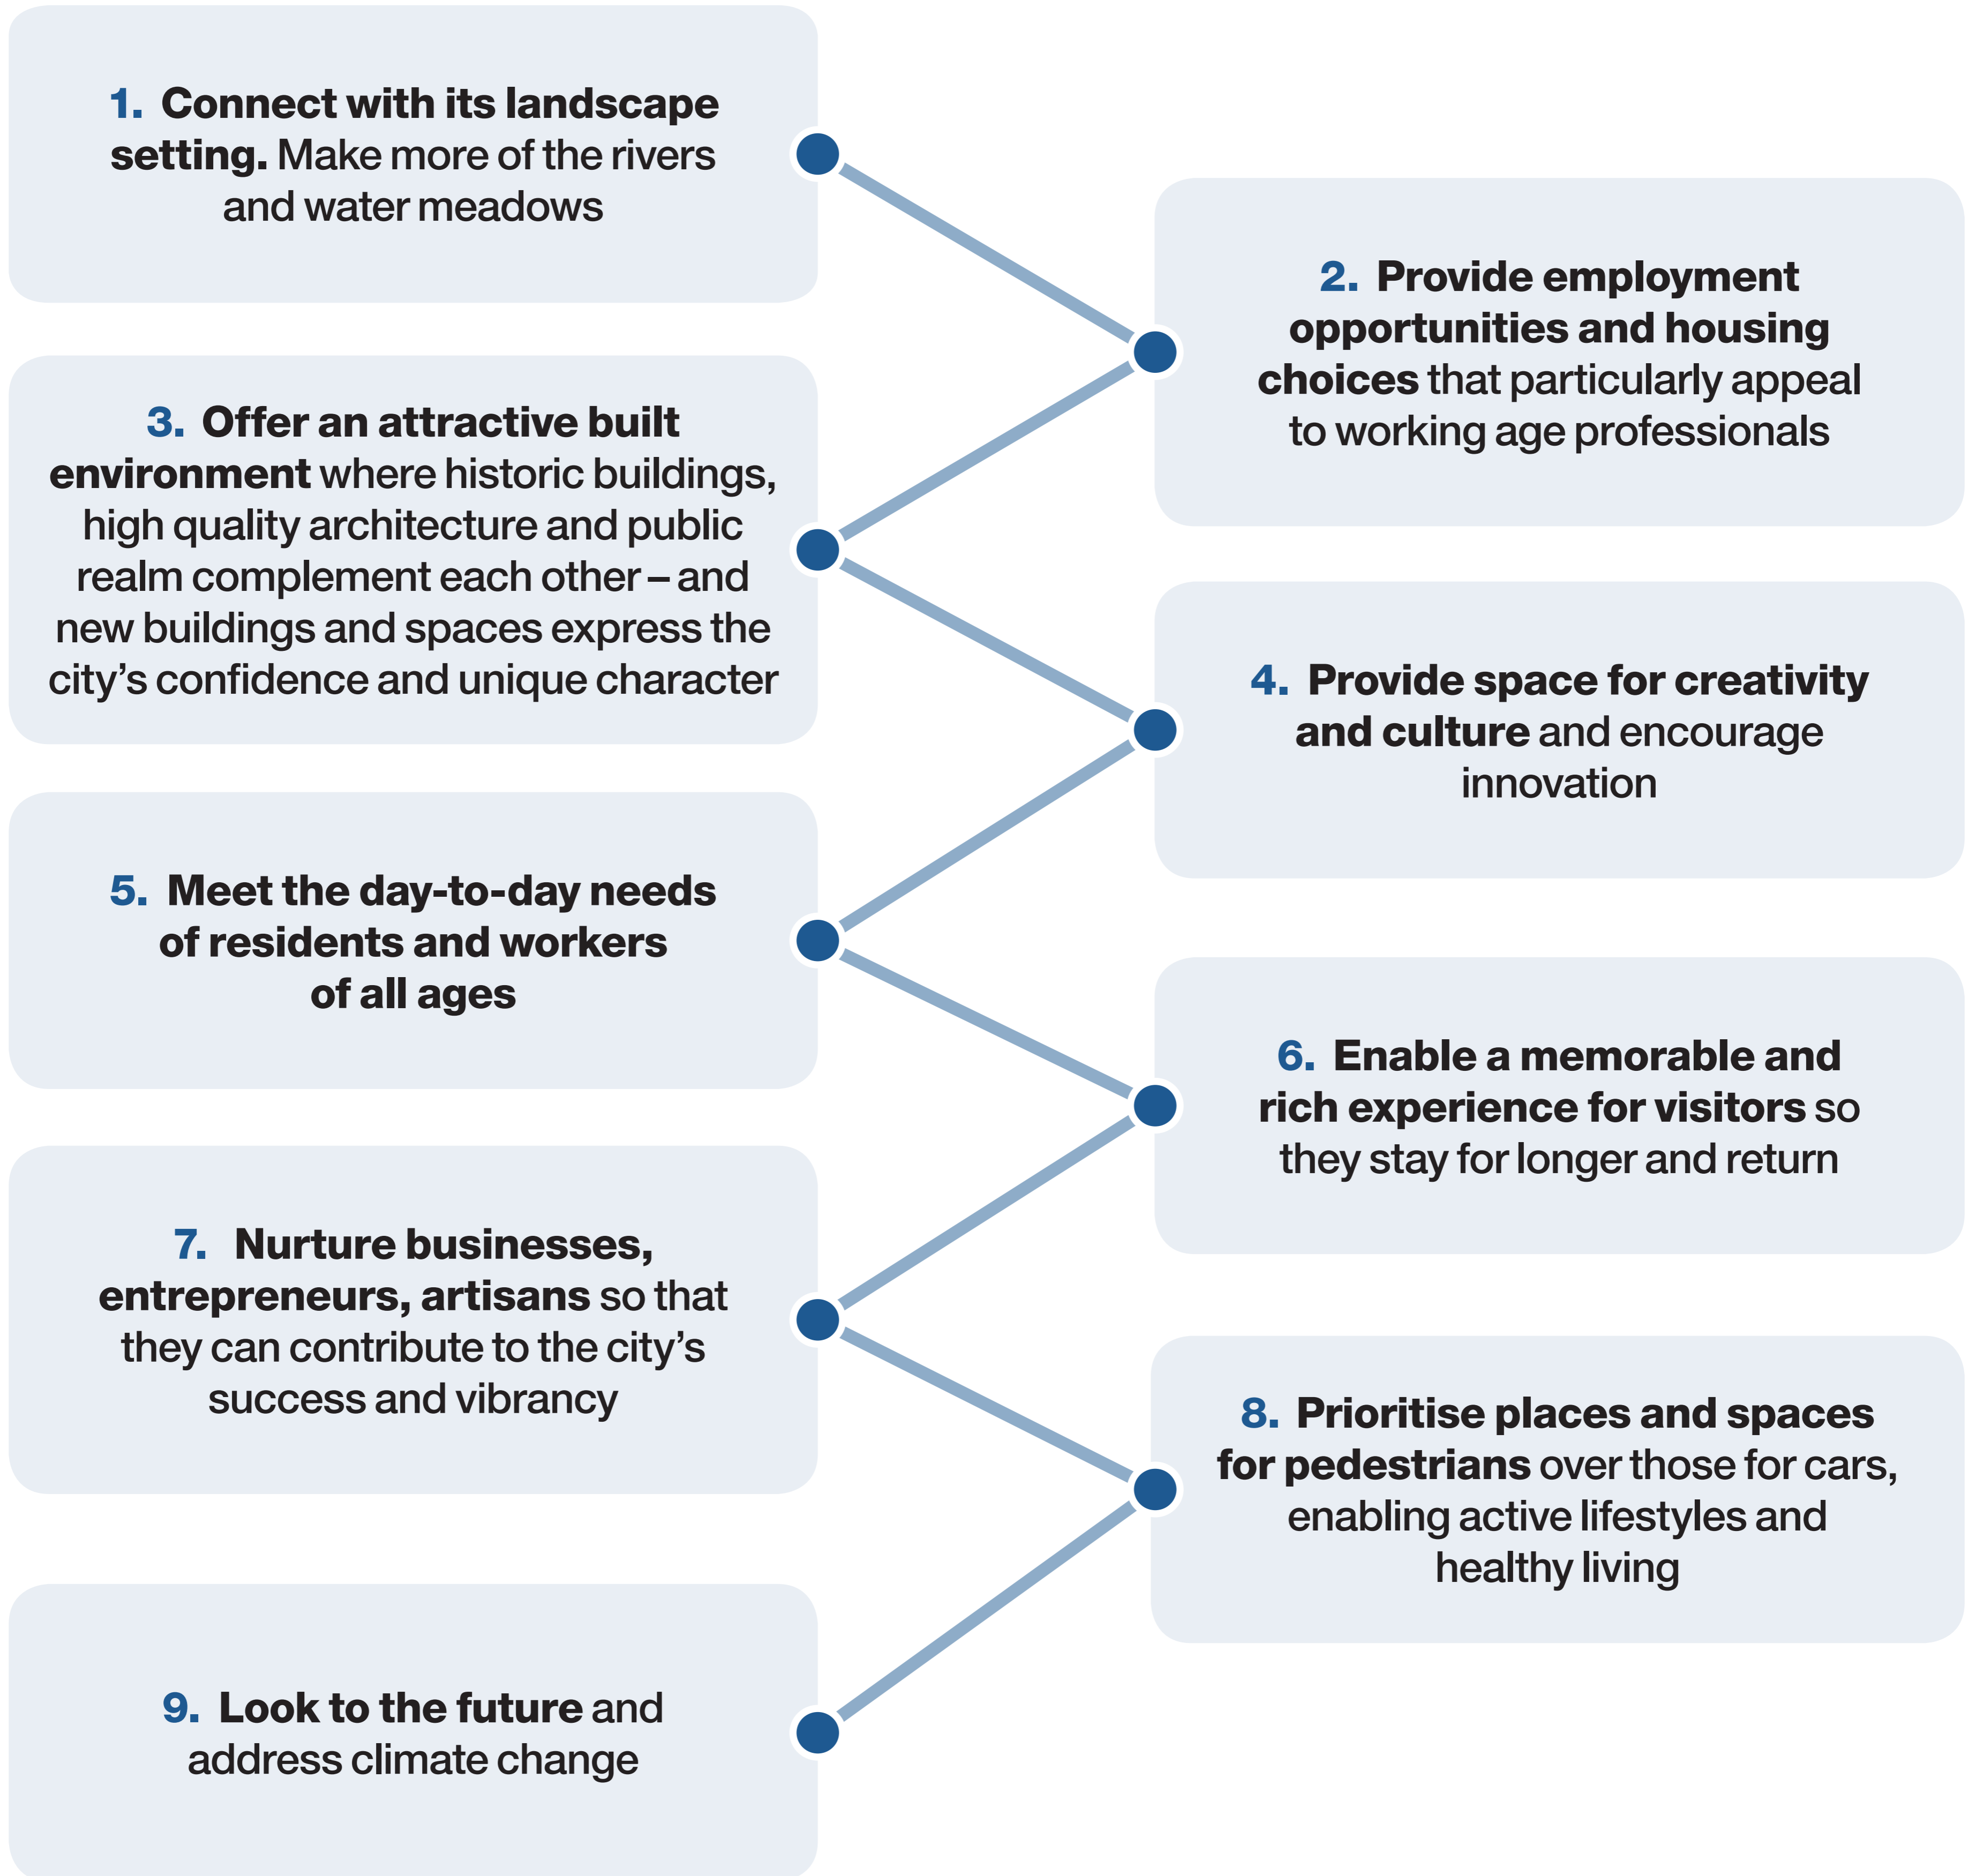 1. Connect with its landscape
setting. Make more of the rivers
and water meadows
2. Provide employment
opportunities and housing
choices that particularly appeal
to working age professionals
3. Offer an attractive built
environment where historic buildings,
high quality architecture and public
realm complement each other – and
new buildings and spaces express the
city’s confidence and unique character
4. Provide space for creativity
and culture and encourage
innovation
5. Meet the day-to-day needs
of residents and workers
of all ages
6. Enable a memorable and
rich experience for visitors so
they stay for longer and return
7. Nurture businesses,
entrepreneurs, artisans so that
they can contribute to the city’s
success and vibrancy
8. Prioritise places and spaces
for pedestrians over those for cars,
enabling active lifestyles and
healthy living
9. Look to the future and
address climate change